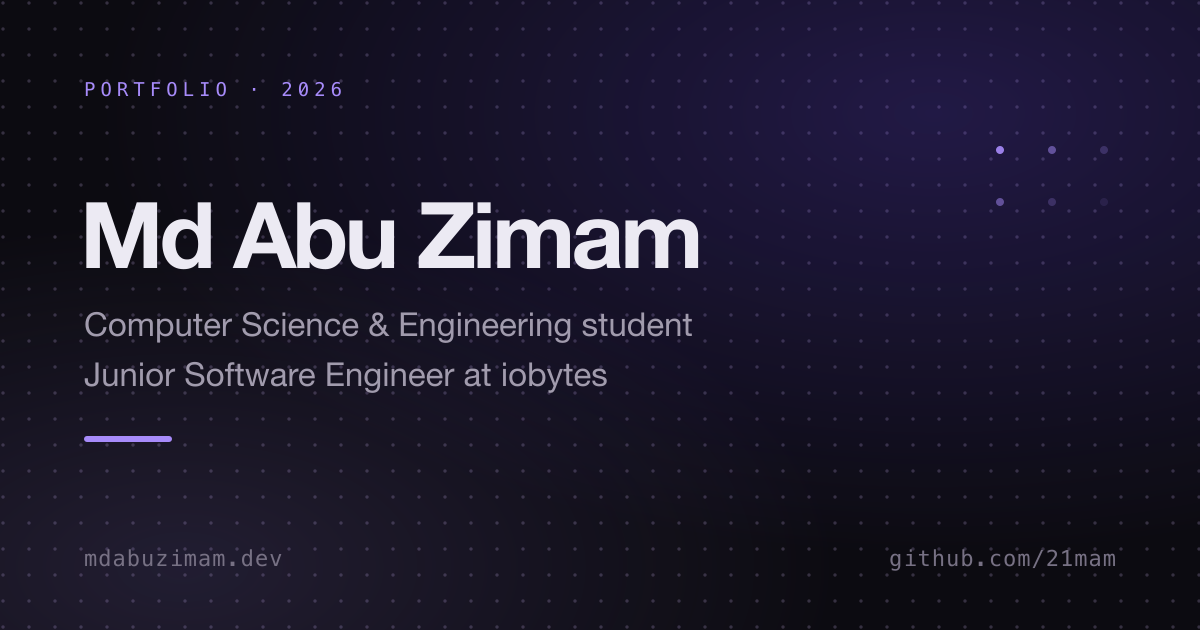 PORTFOLIO · 2026
Md Abu Zimam
Computer Science & Engineering student
Junior Software Engineer at iobytes
mdabuzimam.dev
github.com/21mam